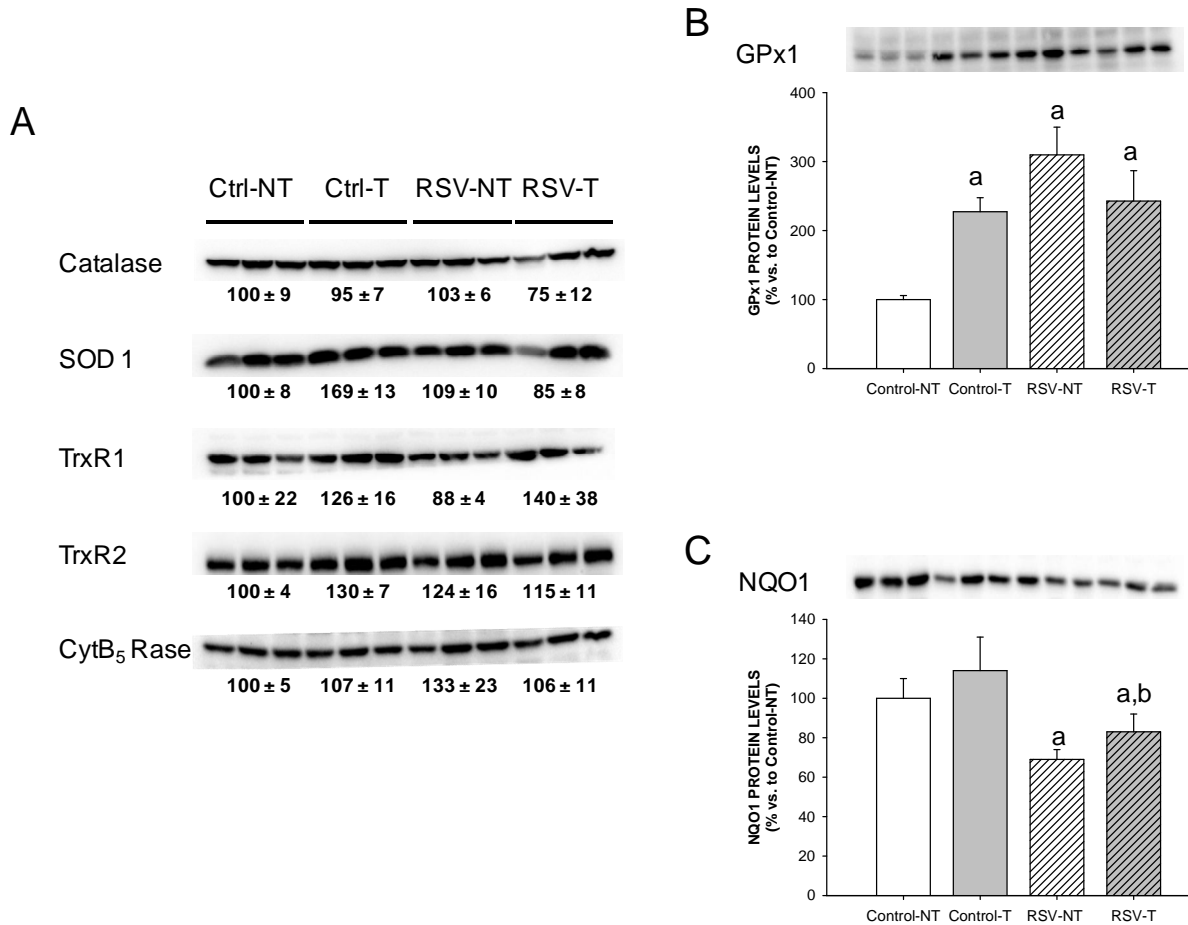 A
Ctrl-NT Ctrl-T RSV-NT RSV-T
Catalase
100 ± 9 95 ± 7 103 ± 6 75 ± 12
SOD 1
100 ± 8 169 ± 13 109 ± 10 85 ± 8
TrxR1
100 ± 22 126 ± 16 88 ± 4 140 ± 38
TrxR2
100 ± 4 130 ± 7 124 ± 16 115 ± 11
CytB₅ Rase
100 ± 5 107 ± 11 133 ± 23 106 ± 11
B
GPx1
GPx1 PROTEIN LEVELS
(% vs. to Control-NT)
400
300
200
100
0
a
a
a
Control-NT Control-T RSV-NT RSV-T
C
NQO1
NQO1 PROTEIN LEVELS
(% vs. to Control-NT)
140
120
100
80
60
40
20
0
a
a,b
Control-NT Control-T RSV-NT RSV-T